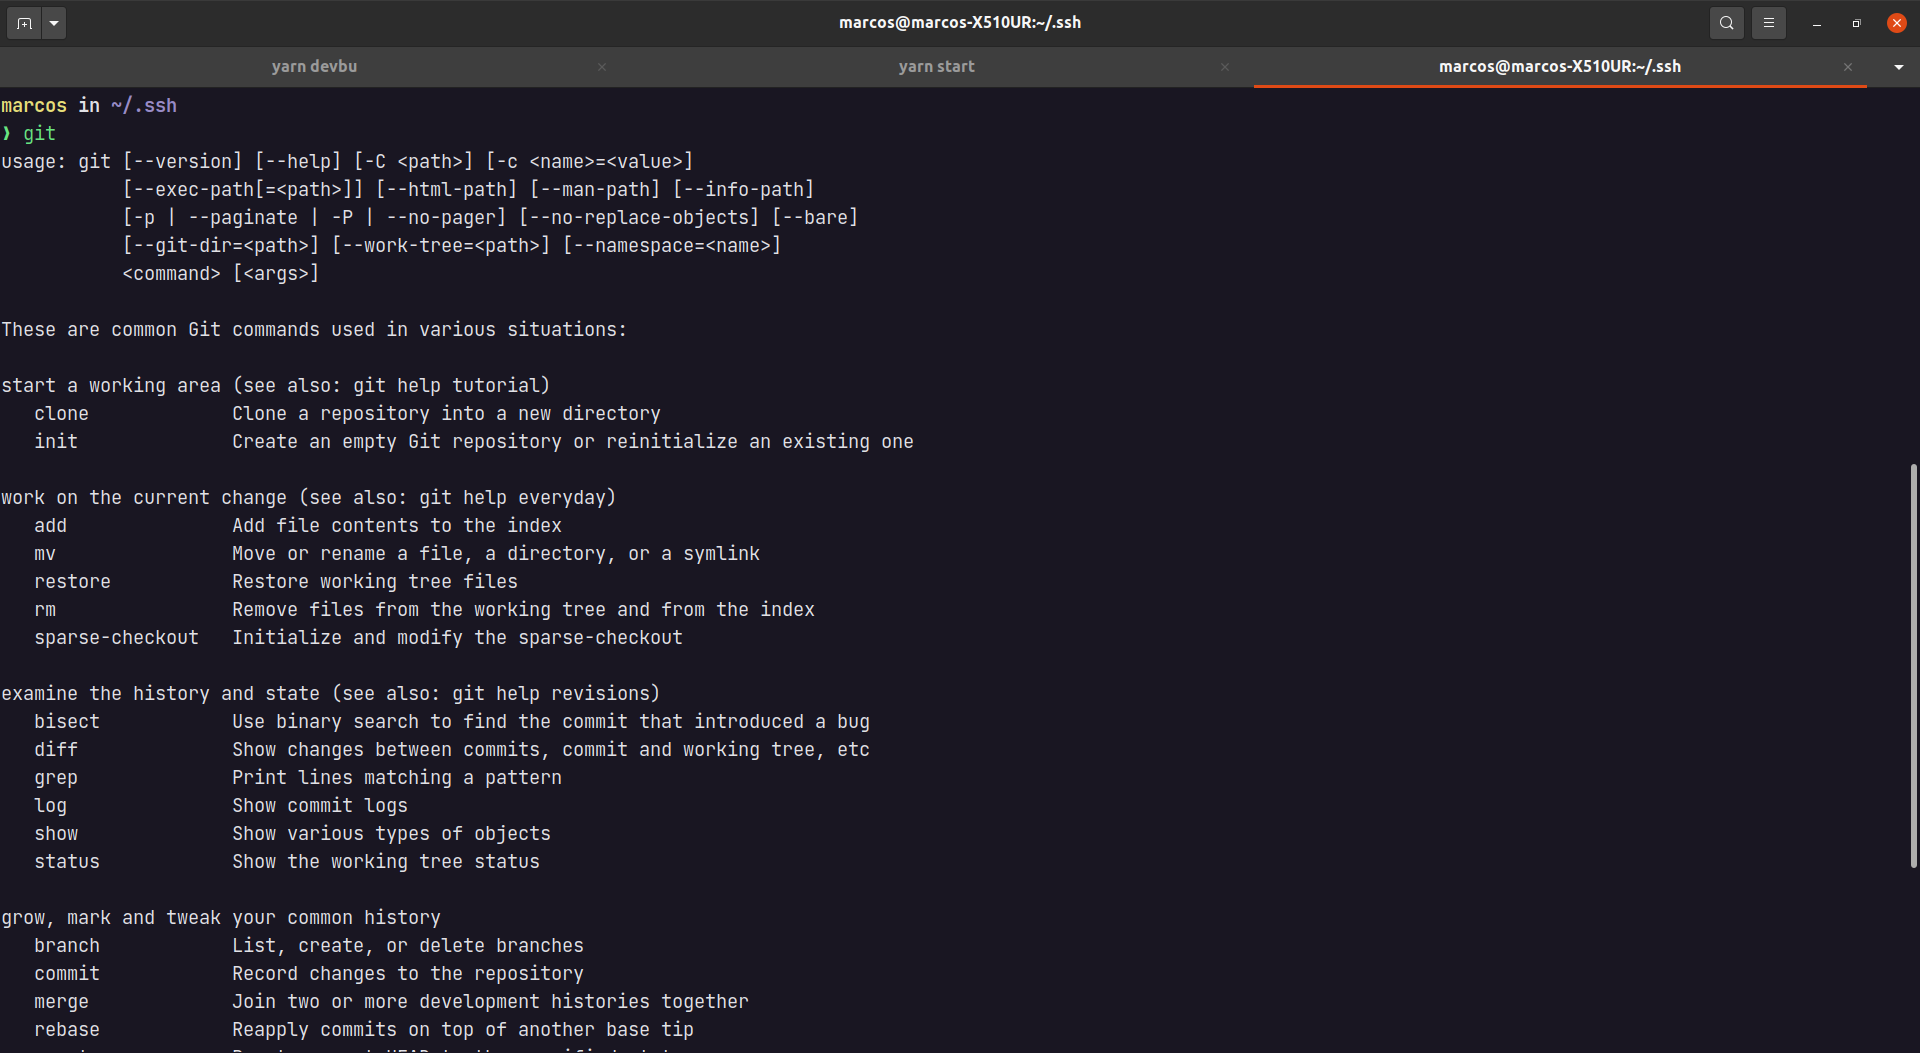 marcos@marcos-X510UR:~/.ssh
yarn devbu
yarn start
marcos@marcos-X510UR:~/.ssh
marcos in ~/.ssh
❯ git
usage: git [--version] [--help] [-C <path>] [-c <name>=<value>]
           [--exec-path[=<path>]] [--html-path] [--man-path] [--info-path]
           [-p | --paginate | -P | --no-pager] [--no-replace-objects] [--bare]
           [--git-dir=<path>] [--work-tree=<path>] [--namespace=<name>]
           <command> [<args>]
These are common Git commands used in various situations:
start a working area (see also: git help tutorial)
   clone             Clone a repository into a new directory
   init              Create an empty Git repository or reinitialize an existing one
work on the current change (see also: git help everyday)
   add               Add file contents to the index
   mv                Move or rename a file, a directory, or a symlink
   restore           Restore working tree files
   rm                Remove files from the working tree and from the index
   sparse-checkout   Initialize and modify the sparse-checkout
examine the history and state (see also: git help revisions)
   bisect            Use binary search to find the commit that introduced a bug
   diff              Show changes between commits, commit and working tree, etc
   grep              Print lines matching a pattern
   log               Show commit logs
   show              Show various types of objects
   status            Show the working tree status
grow, mark and tweak your common history
   branch            List, create, or delete branches
   commit            Record changes to the repository
   merge             Join two or more development histories together
   rebase            Reapply commits on top of another base tip